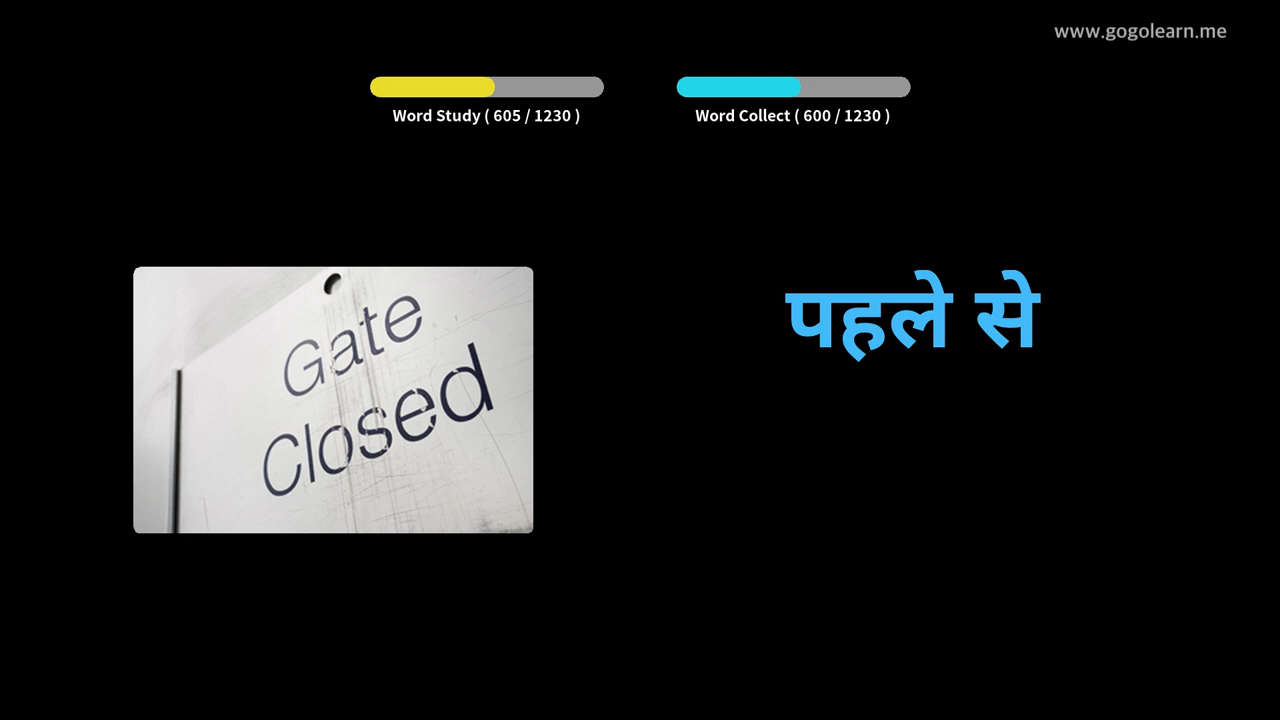 www.gogolearn.me
Word Study ( 605 / 1230 )
Word Collect ( 600 / 1230 )
Gate
Closed
पहले से